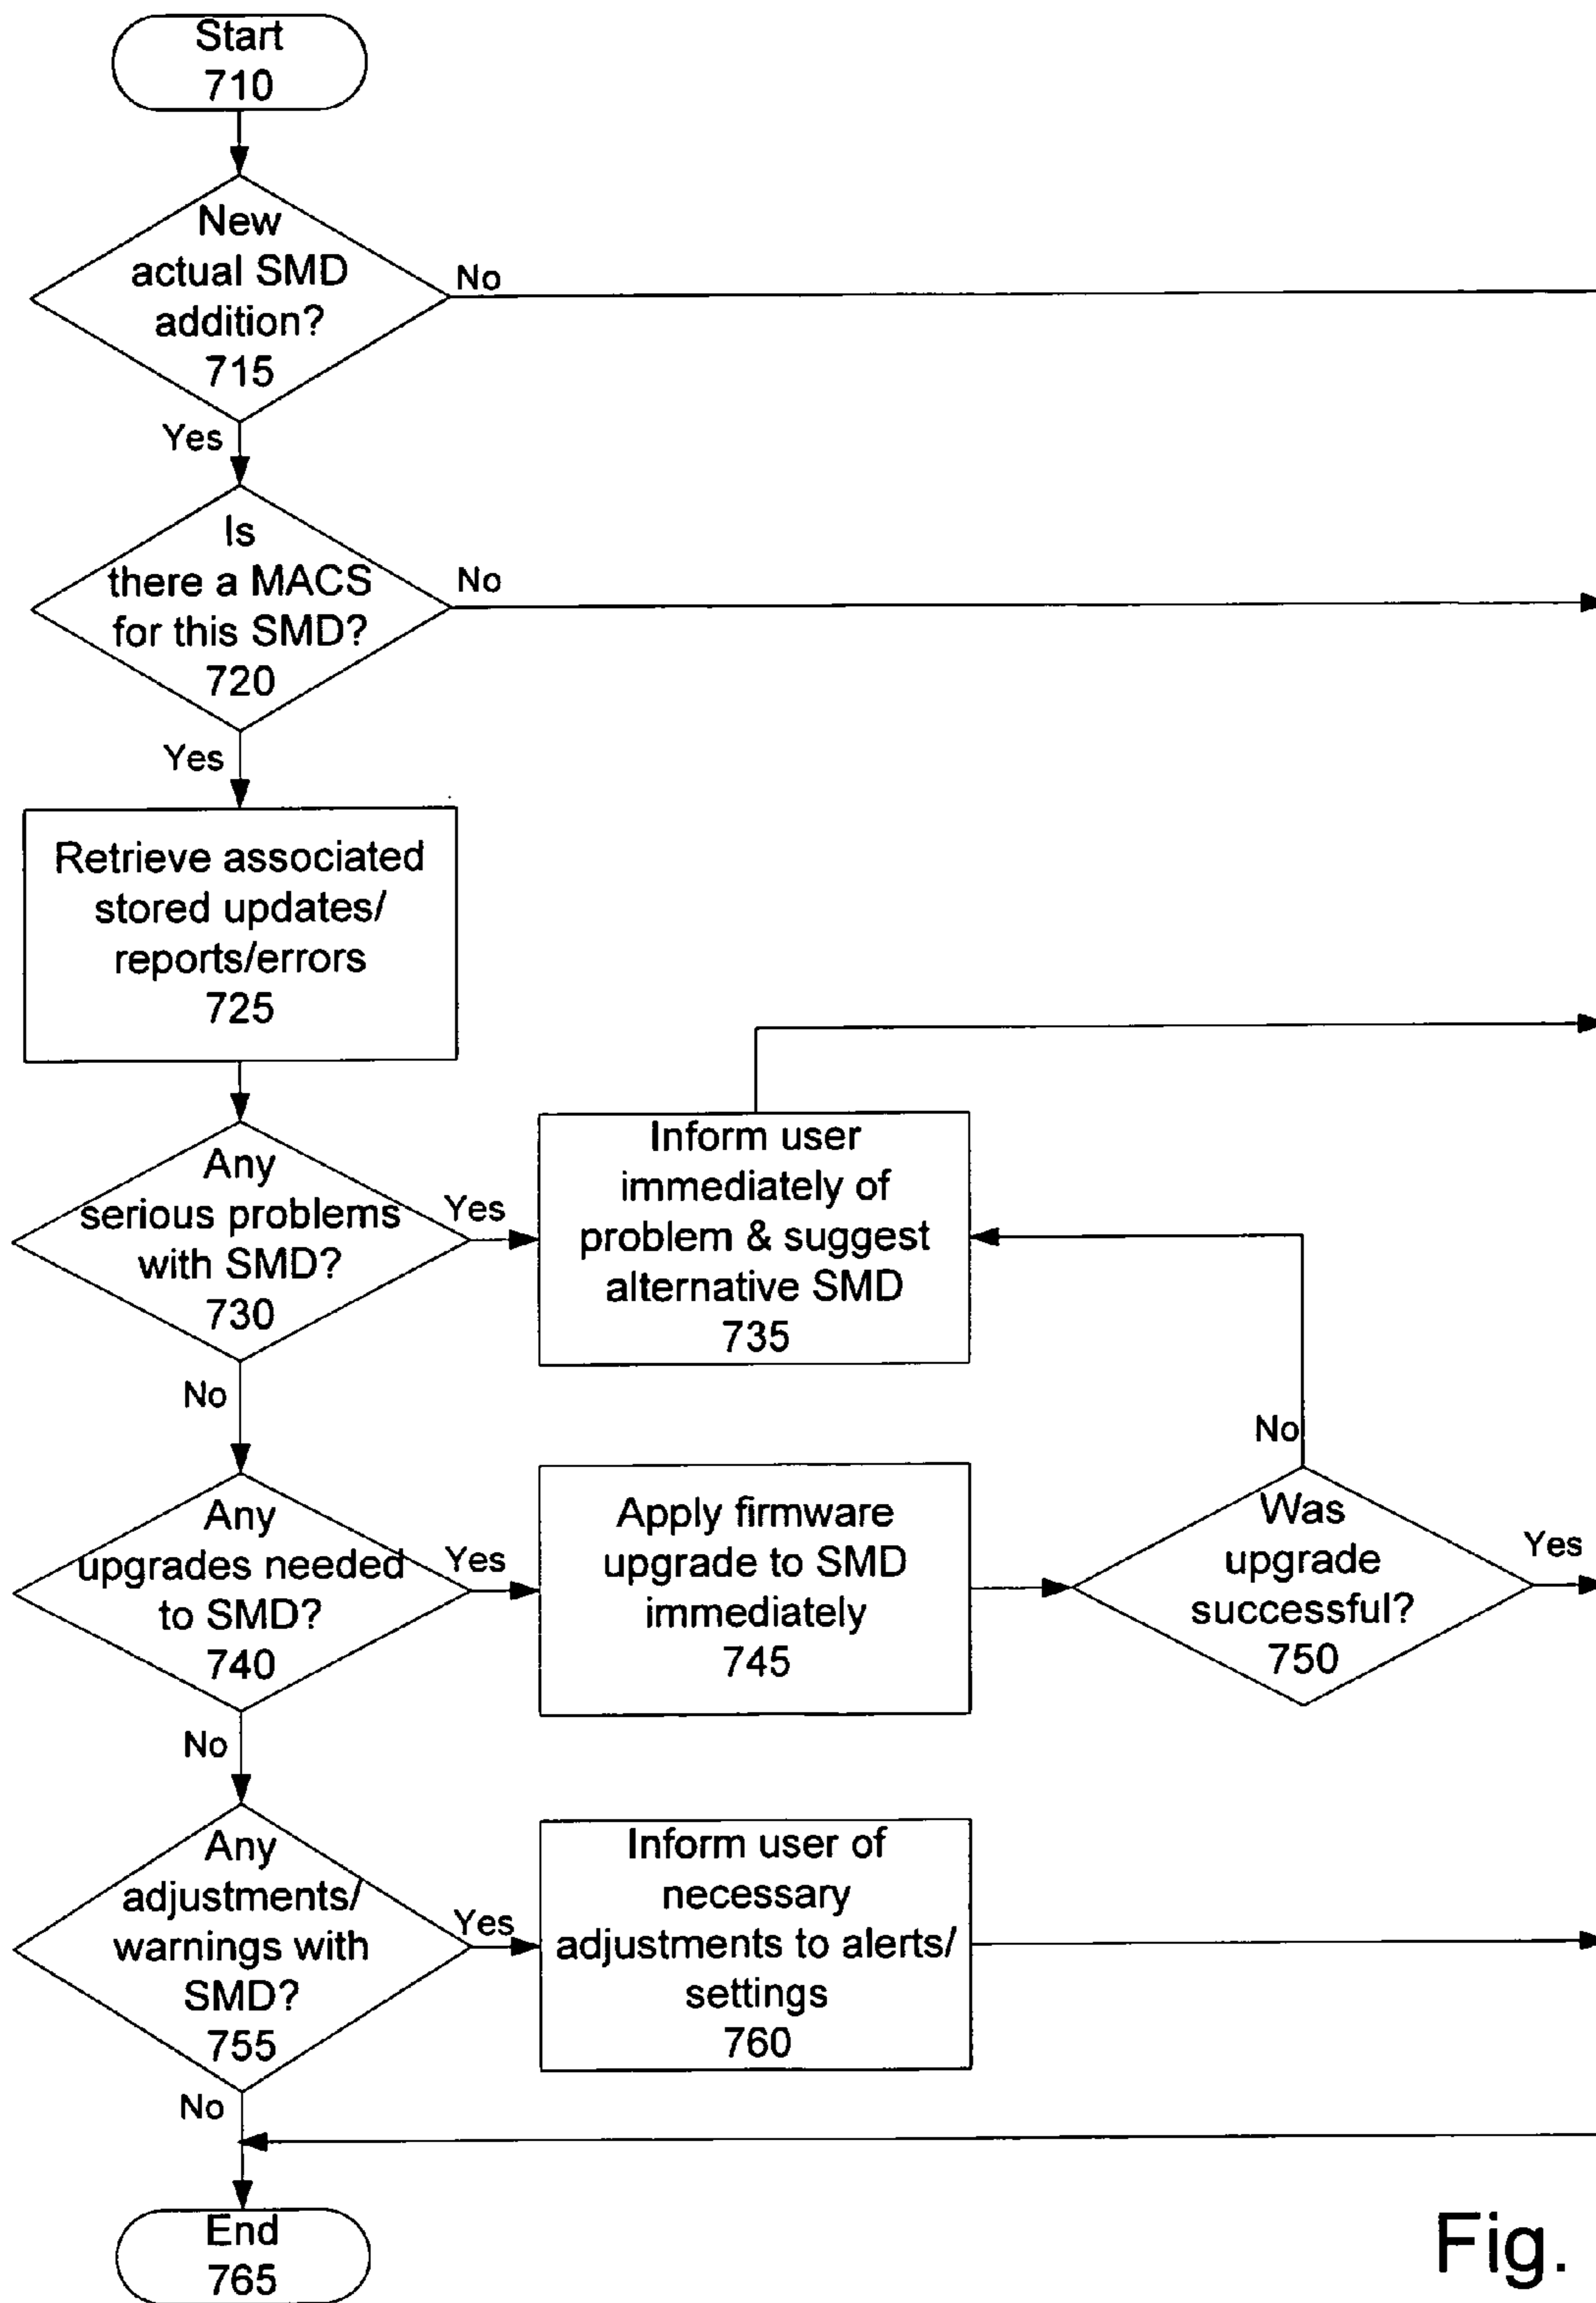 Start
710
New
actual SMD
addition?
715
No
Yes
Is
there a MACS
for this SMD?
720
No
Yes
Retrieve associated
stored updates/
reports/errors
725
Any
serious problems
with SMD?
730
Yes
No
Inform user
immediately of
problem & suggest
alternative SMD
735
Any
upgrades needed
to SMD?
740
Yes
No
Apply firmware
upgrade to SMD
immediately
745
No
Was
upgrade
successful?
750
Yes
Any
adjustments/
warnings with
SMD?
755
Yes
No
Inform user of
necessary
adjustments to alerts/
settings
760
End
765
Fig.